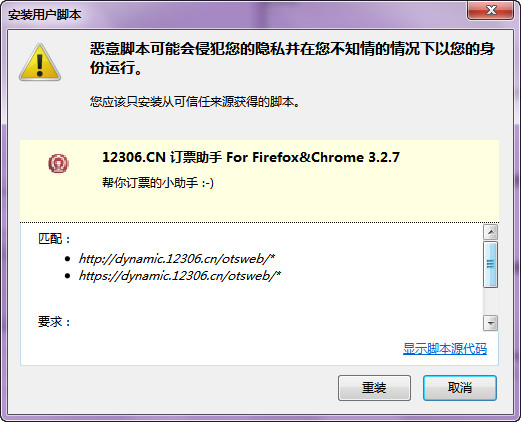 安装用户脚本
恶意脚本可能会侵犯您的隐私并在您不知情的情况下以您的身
份运行。
您应该只安装从可信任来源获得的脚本。
12306.CN 订票助手 For Firefox&Chrome 3.2.7
帮你订票的小助手 :-)
匹配：
http://dynamic.12306.cn/otsweb/*
https://dynamic.12306.cn/otsweb/*
要求：
显示脚本源代码
重装
取消